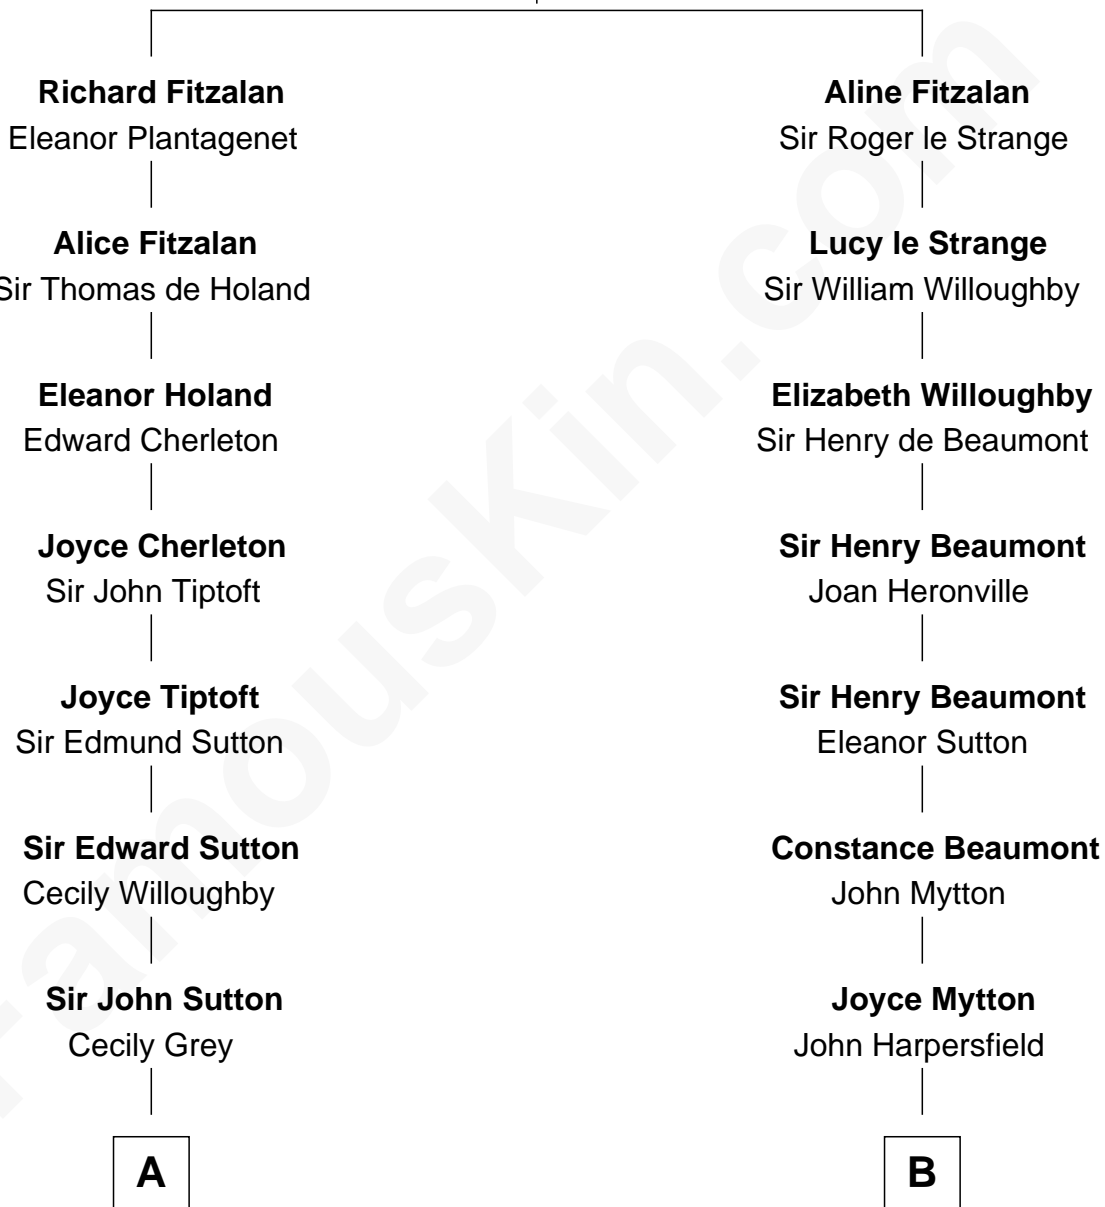 Richard Fitzalan
Eleanor Plantagenet
Alice Fitzalan
Sir Thomas de Holand
Eleanor Holand
Edward Cherleton
Joyce Cherleton
Sir John Tiptoft
Joyce Tiptoft
Sir Edmund Sutton
Sir Edward Sutton
Cecily Willoughby
Sir John Sutton
Cecily Grey
A
Aline Fitzalan
Sir Roger le Strange
Lucy le Strange
Sir William Willoughby
Elizabeth Willoughby
Sir Henry de Beaumont
Sir Henry Beaumont
Joan Heronville
Sir Henry Beaumont
Eleanor Sutton
Constance Beaumont
John Mytton
Joyce Mytton
John Harpersfield
B
FamousKin.com